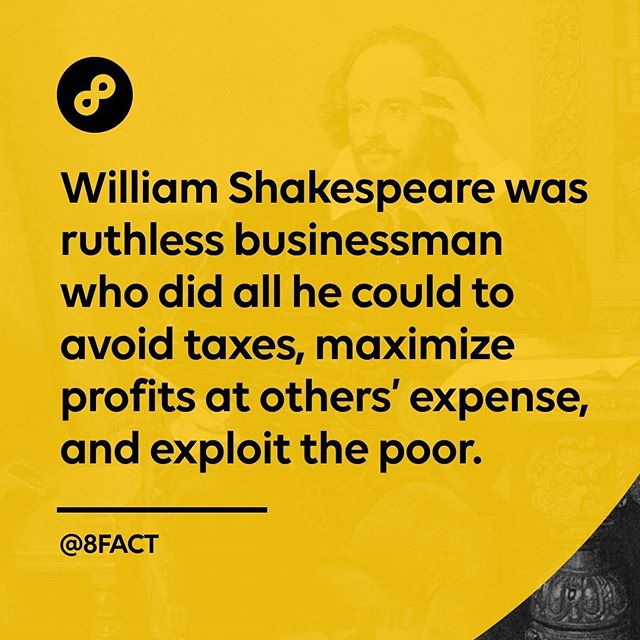 William Shakespeare was
ruthless businessman
who did all he could to
avoid taxes, maximize
profits at others’ expense,
and exploit the poor.
@8FACT